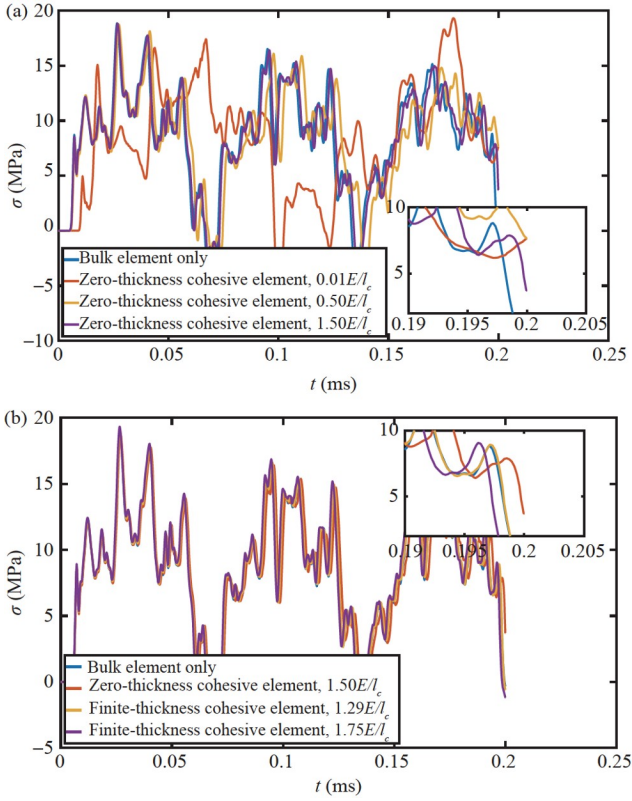 (a)
20
15
10
5
0
−5
−10
σ (MPa)
Bulk element only
Zero-thickness cohesive element, 0.01E/lc
Zero-thickness cohesive element, 0.50E/lc
Zero-thickness cohesive element, 1.50E/lc
10
5
0.19 0.195 0.2 0.205
0 0.05 0.1 0.15 0.2 0.25
t (ms)
(b)
20
15
10
5
0
−5
σ (MPa)
10
5
0.19 0.195 0.2 0.205
Bulk element only
Zero-thickness cohesive element, 1.50E/lc
Finite-thickness cohesive element, 1.29E/lc
Finite-thickness cohesive element, 1.75E/lc
0 0.05 0.1 0.15 0.2 0.25
t (ms)